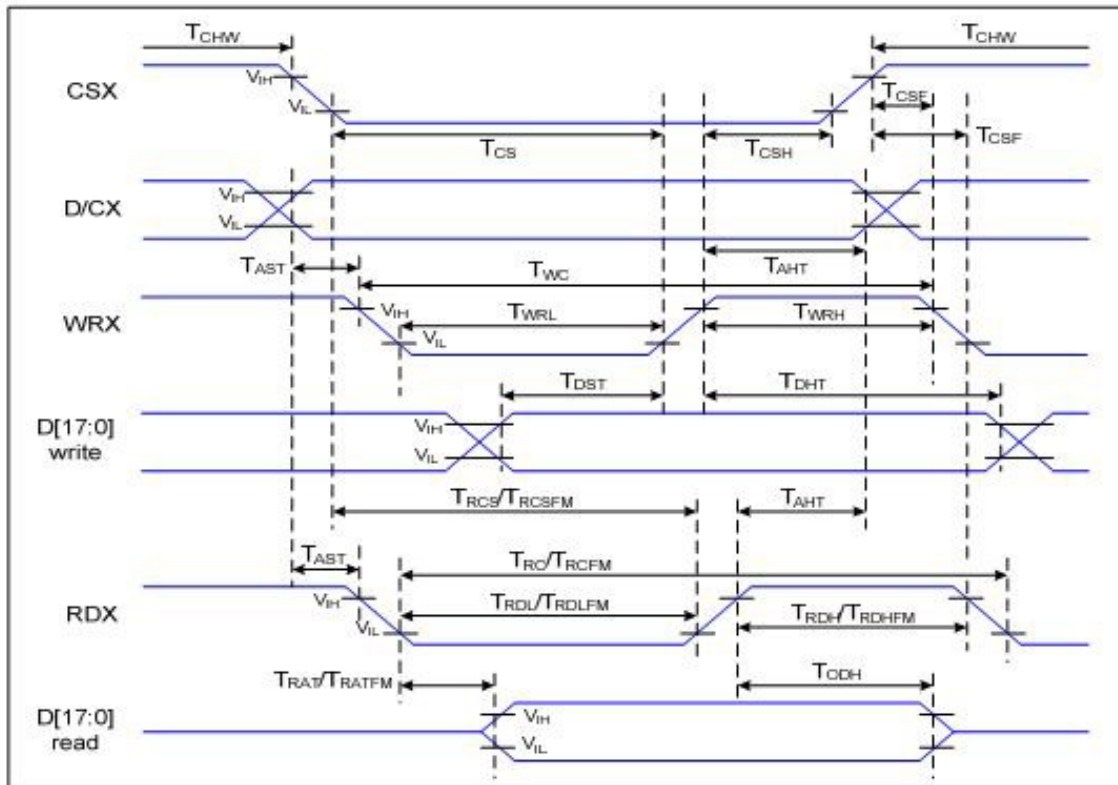 TCHW TCHW
CSX VIH TCSF
VIL TCSF
TCS TCSH
D/CX VIH
VIL
TAST TWC TAHT
WRX VIH TWRL TWRH
VIL
TDST TDHT
D[17:0] VIH
write VIL
TRCS/TRCSFM TAHT
TAST TRC/TRCFM
RDX VIH TRDL/TRDLFM TRDH/TRDHFM
VIL
TRAT/TRATFM TODH
D[17:0] VIH
read VIL